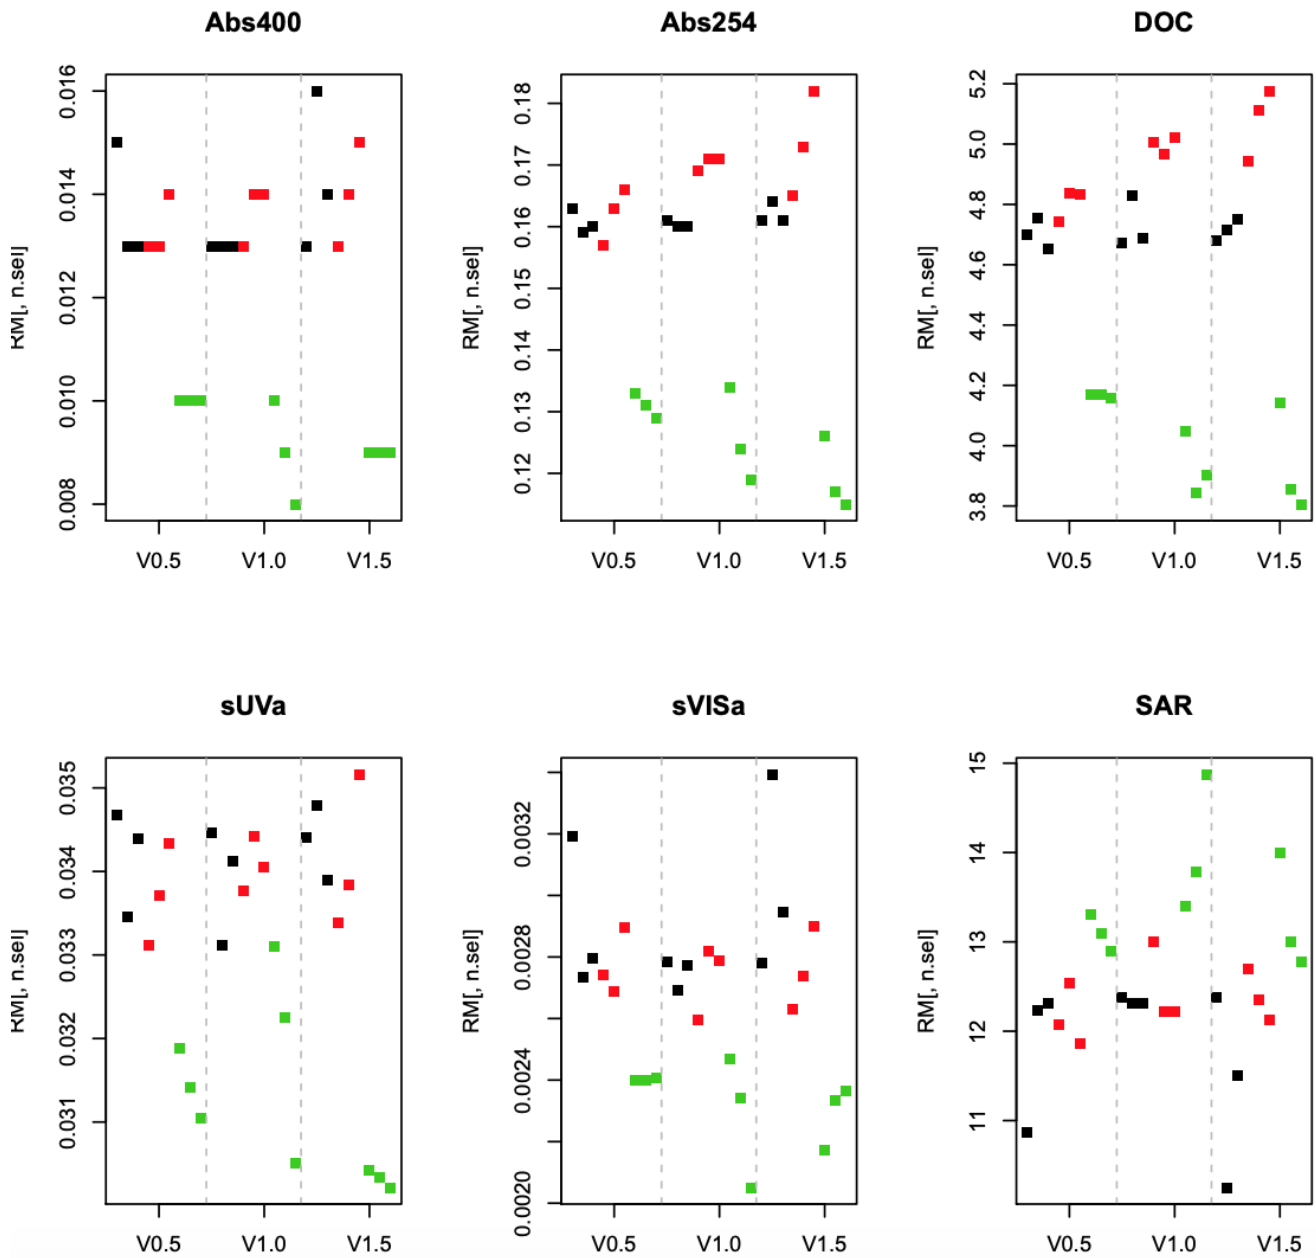 Abs400
RM[, n.sel]
0.016
0.014
0.012
0.010
0.008
V0.5 V1.0 V1.5
Abs254
RM[, n.sel]
0.18
0.17
0.16
0.15
0.14
0.13
0.12
V0.5 V1.0 V1.5
DOC
RM[, n.sel]
5.2
5.0
4.8
4.6
4.4
4.2
4.0
3.8
V0.5 V1.0 V1.5
sUVa
RM[, n.sel]
0.035
0.034
0.033
0.032
0.031
V0.5 V1.0 V1.5
sVISa
RM[, n.sel]
0.0032
0.0028
0.0024
0.0020
V0.5 V1.0 V1.5
SAR
RM[, n.sel]
15
14
13
12
11
V0.5 V1.0 V1.5